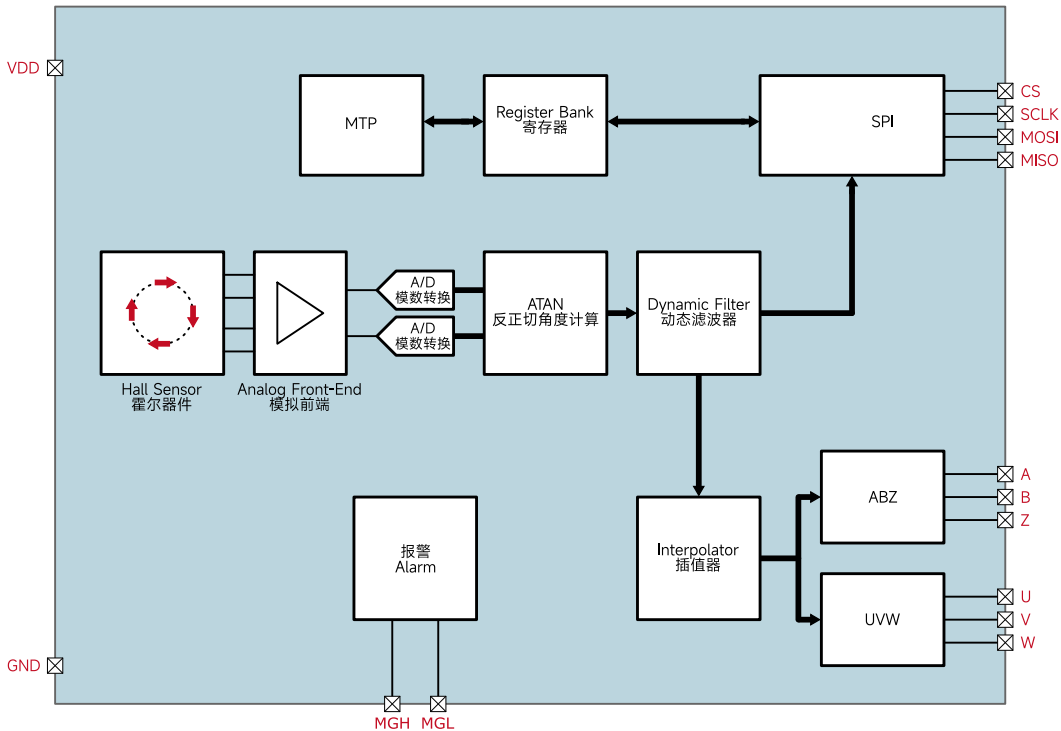 VDD
MTP
Register Bank
寄存器
SPI
CS
SCLK
MOSI
MISO
A/D
模数转换
A/D
模数转换
ATAN
反正切角度计算
Dynamic Filter
动态滤波器
Hall Sensor
霍尔器件
Analog Front-End
模拟前端
ABZ
A
B
Z
报警
Alarm
Interpolator
插值器
UVW
U
V
W
GND
MGH
MGL